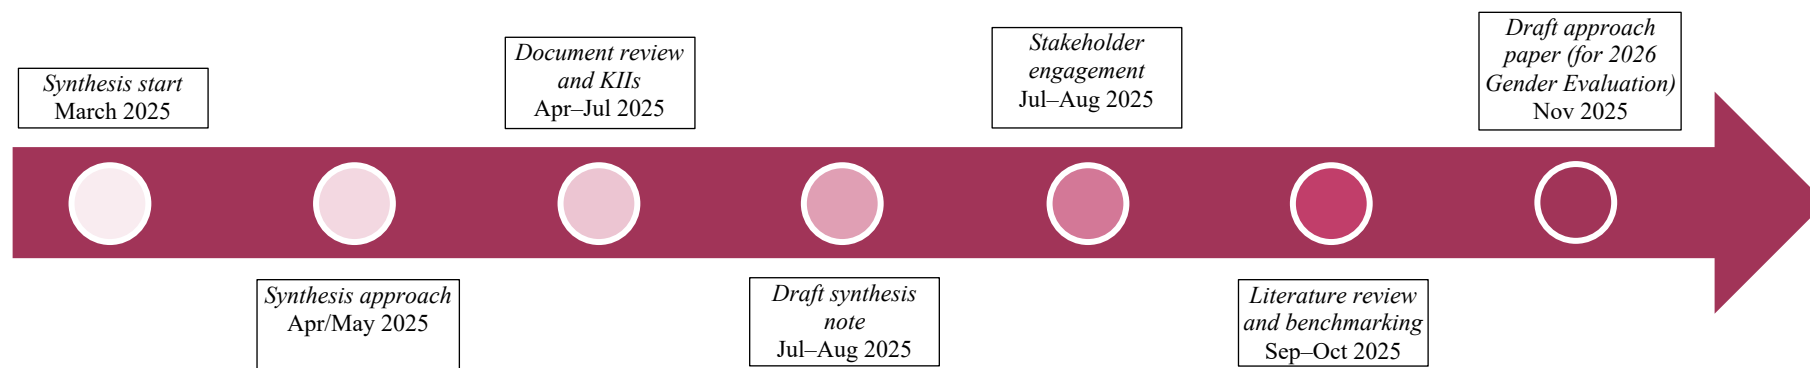 Synthesis start
March 2025
Synthesis approach
Apr/May 2025
Document review
and KIIs
Apr–Jul 2025
Draft synthesis
note
Jul–Aug 2025
Stakeholder
engagement
Jul–Aug 2025
Literature review
and benchmarking
Sep–Oct 2025
Draft approach
paper (for 2026
Gender Evaluation)
Nov 2025